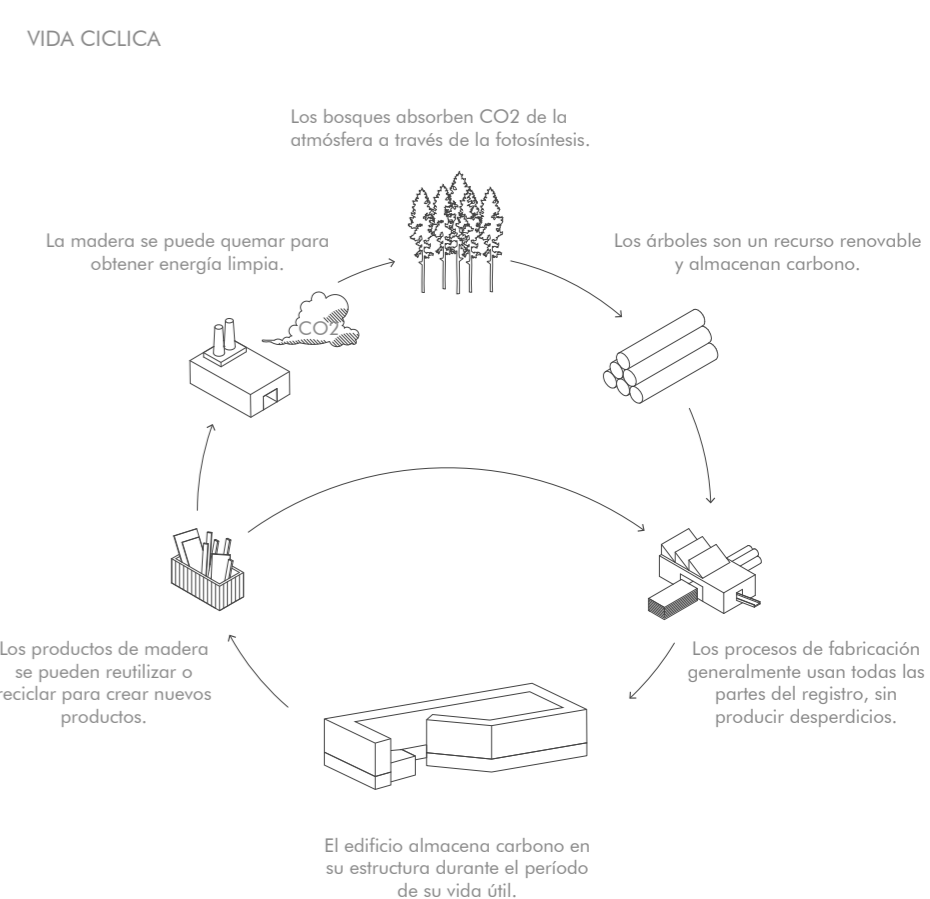 VIDA CICLICA
Los bosques absorben CO2 de la
atmósfera a través de la fotosíntesis.
La madera se puede quemar para
obtener energía limpia.
Los árboles son un recurso renovable
y almacenan carbono.
CO2
Los productos de madera
se pueden reutilizar o
reciclar para crear nuevos
productos.
Los procesos de fabricación
generalmente usan todas las
partes del registro, sin
producir desperdicios.
El edificio almacena carbono en
su estructura durante el período
de su vida útil.